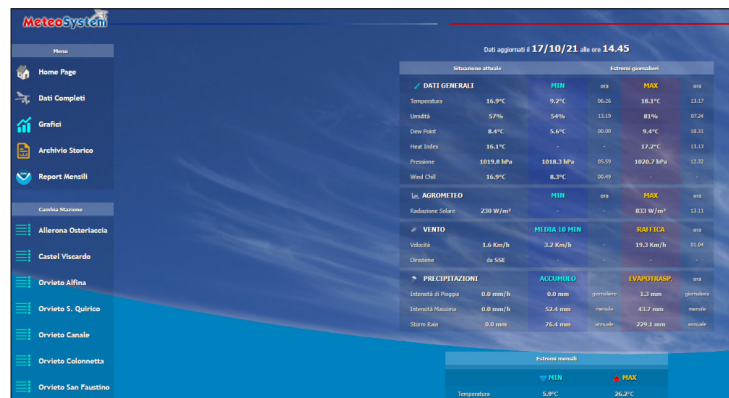 MeteoSystem
Menu
Home Page
Dati Completi
Grafici
Archivio Storico
Report Mensili
Cambia Stazione
Allerona Osteriaccia
Castel Viscardo
Orvieto Alfina
Orvieto S. Quirico
Orvieto Canale
Orvieto Colonnetta
Orvieto San Faustino
Dati aggiornati il 17/10/21 alle ore 14.45
Situazione attuale Estremi giornalieri
DATI GENERALI MIN ora MAX ora
Temperatura 16.9°C 9.2°C 06.26 18.1°C 13.17
Umidità 57% 54% 13.19 81% 07.24
Dew Point 8.4°C 5.6°C 00.00 9.4°C 10.31
Heat Index 16.1°C - - 17.2°C 13.13
Pressione 1019.8 hPa 1018.3 hPa 05.59 1020.7 hPa 12.02
Wind Chill 16.9°C 8.3°C 00.49 - -
AGROMETEO MIN ora MAX ora
Radiazione Solare 230 W/m² - - 833 W/m² 13.11
VENTO MEDIA 10 MIN RAFFICA ora
Velocità 1.6 Km/h 3.2 Km/h - 19.3 Km/h 01.04
Direzione da SSE - - - -
PRECIPITAZIONI ACCUMULO EVAPOTRASP. ora
Intensità di Pioggia 0.0 mm/h 0.0 mm giornaliero 1.3 mm giornaliera
Intensità Massima 0.0 mm/h 52.4 mm mensile 43.7 mm mensile
Storm Rain 0.0 mm 76.4 mm annuale 229.1 mm annuale
Estremi mensili
MIN MAX
Temperatura 5.9°C 26.2°C